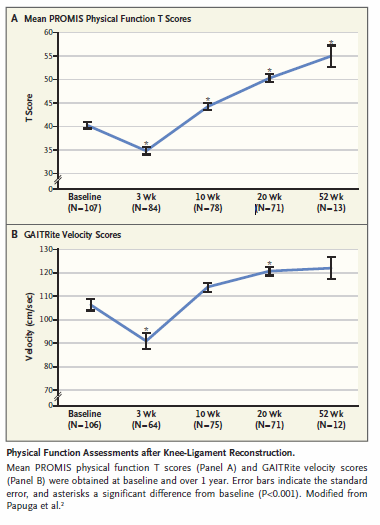 A Mean PROMIS Physical Function T Scores
60
55
50
45
40
35
30
0
T Score
* * * *
Baseline 3 Wk 10 Wk 20 Wk 52 Wk
(N=107) (N=84) (N=78) (N=71) (N=13)
B GAITRite Velocity Scores
130
120
110
100
90
80
70
0
Velocity (cm/sec)
* *
Baseline 3 Wk 10 Wk 20 Wk 52 Wk
(N=106) (N=64) (N=75) (N=71) (N=12)
Physical Function Assessments after Knee-Ligament Reconstruction.
Mean PROMIS physical function T scores (Panel A) and GAITRite velocity scores
(Panel B) were obtained at baseline and over 1 year. Error bars indicate the standard
error, and asterisks a significant difference from baseline (P<0.001). Modified from
Papuga et al.²